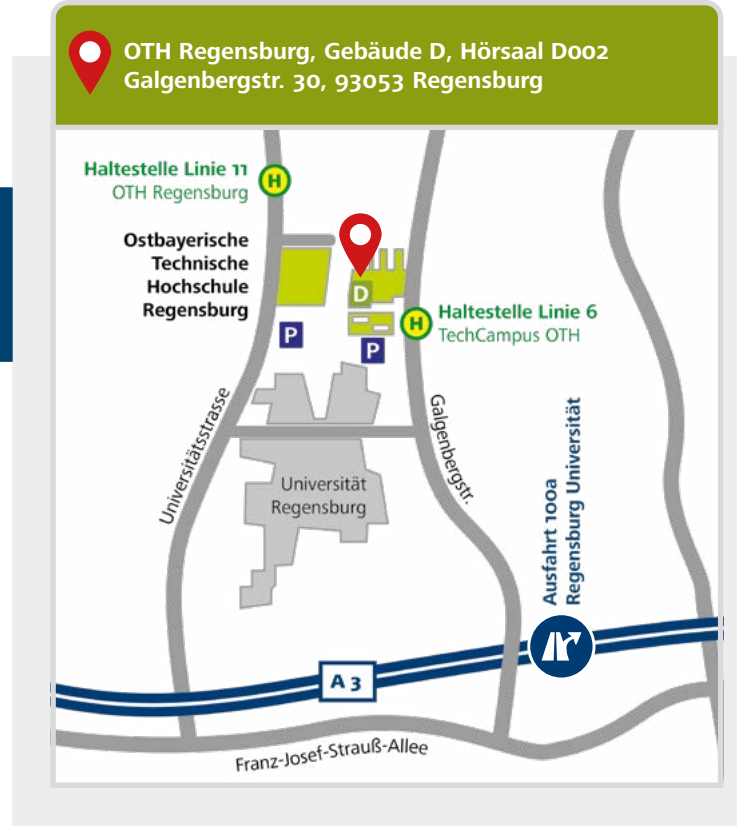 OTH Regensburg, Gebäude D, Hörsaal D002
Galgenbergstr. 30, 93053 Regensburg
Haltestelle Linie 11
OTH Regensburg
H
Ostbayerische
Technische
Hochschule
Regensburg
D
P
P
H
Haltestelle Linie 6
TechCampus OTH
Universitätsstrasse
Galgenbergstr.
Universität
Regensburg
Ausfahrt 100a
Regensburg Universität
A 3
Franz-Josef-Strauß-Allee